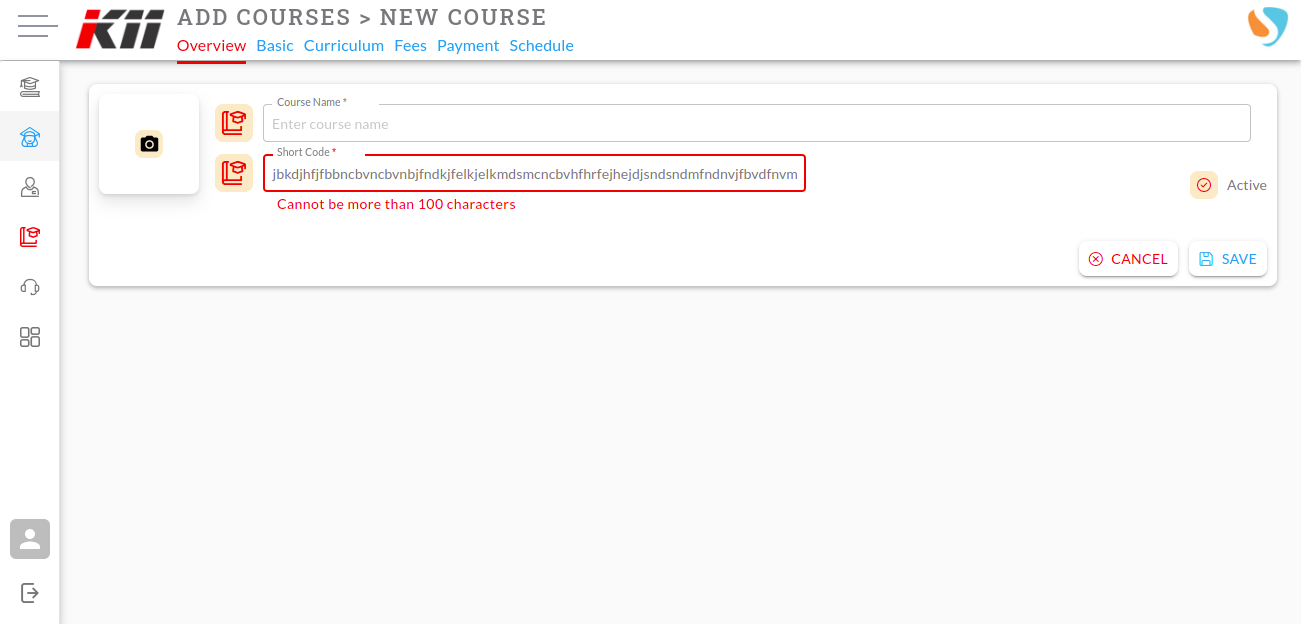 KİI
ADD COURSES > NEW COURSE
Overview Basic Curriculum Fees Payment Schedule
Course Name *
Enter course name
Short Code *
jbkdjhfjfbbncbvncbvnbjfndkjfelkjelkmdsmcncbvhfhrfejhejdjsndsndmfndnvjfbvdfnvm
Cannot be more than 100 characters
Active
CANCEL SAVE